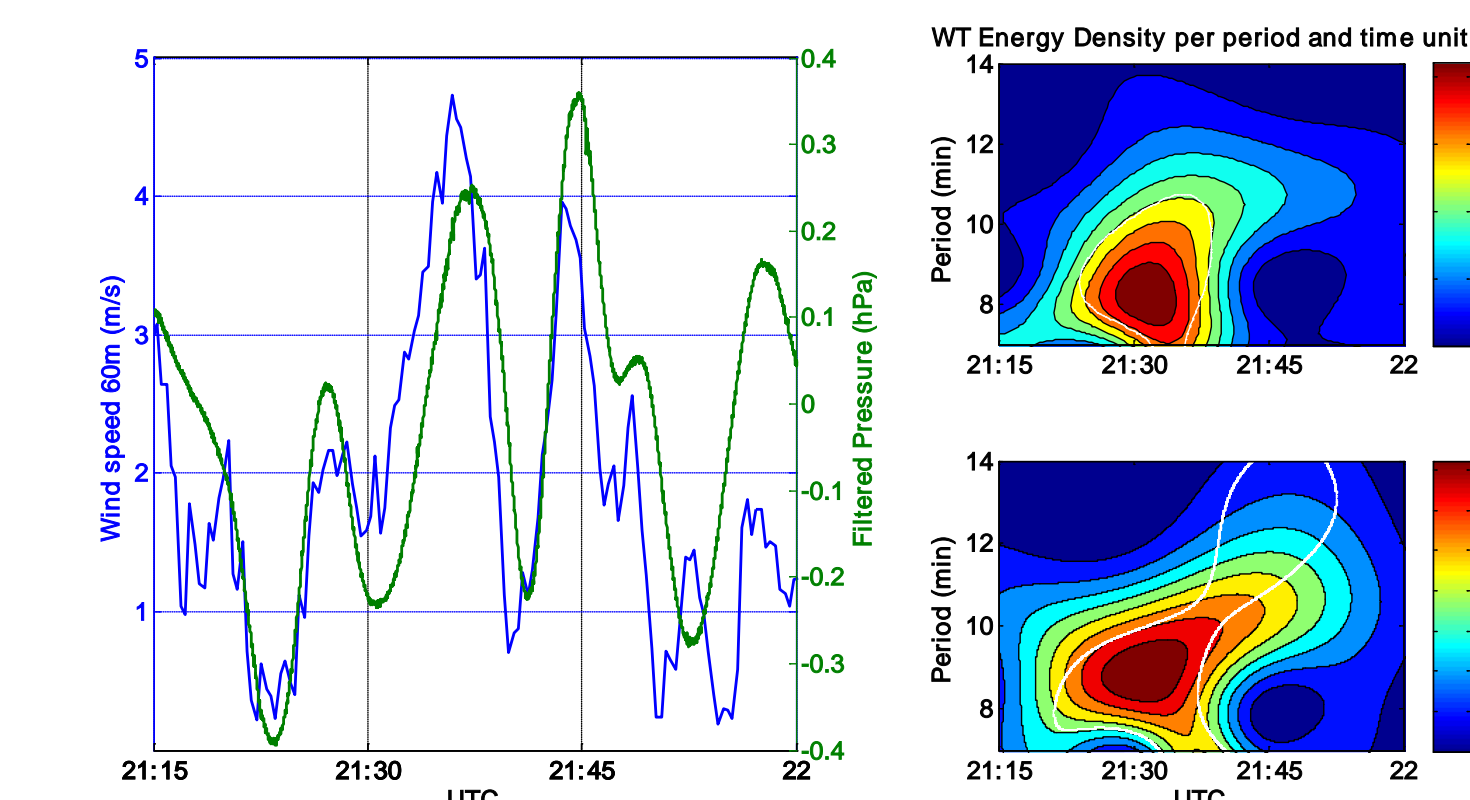 WT Energy Density per period and time unit
5
4
3
2
1
Wind speed 60m (m/s)
0.4
0.3
0.2
0.1
0
-0.1
-0.2
-0.3
-0.4
Filtered Pressure (hPa)
21:15 21:30 21:45 22
UTC
14
12
10
8
Period (min)
21:15 21:30 21:45 22
14
12
10
8
Period (min)
21:15 21:30 21:45 22
UTC